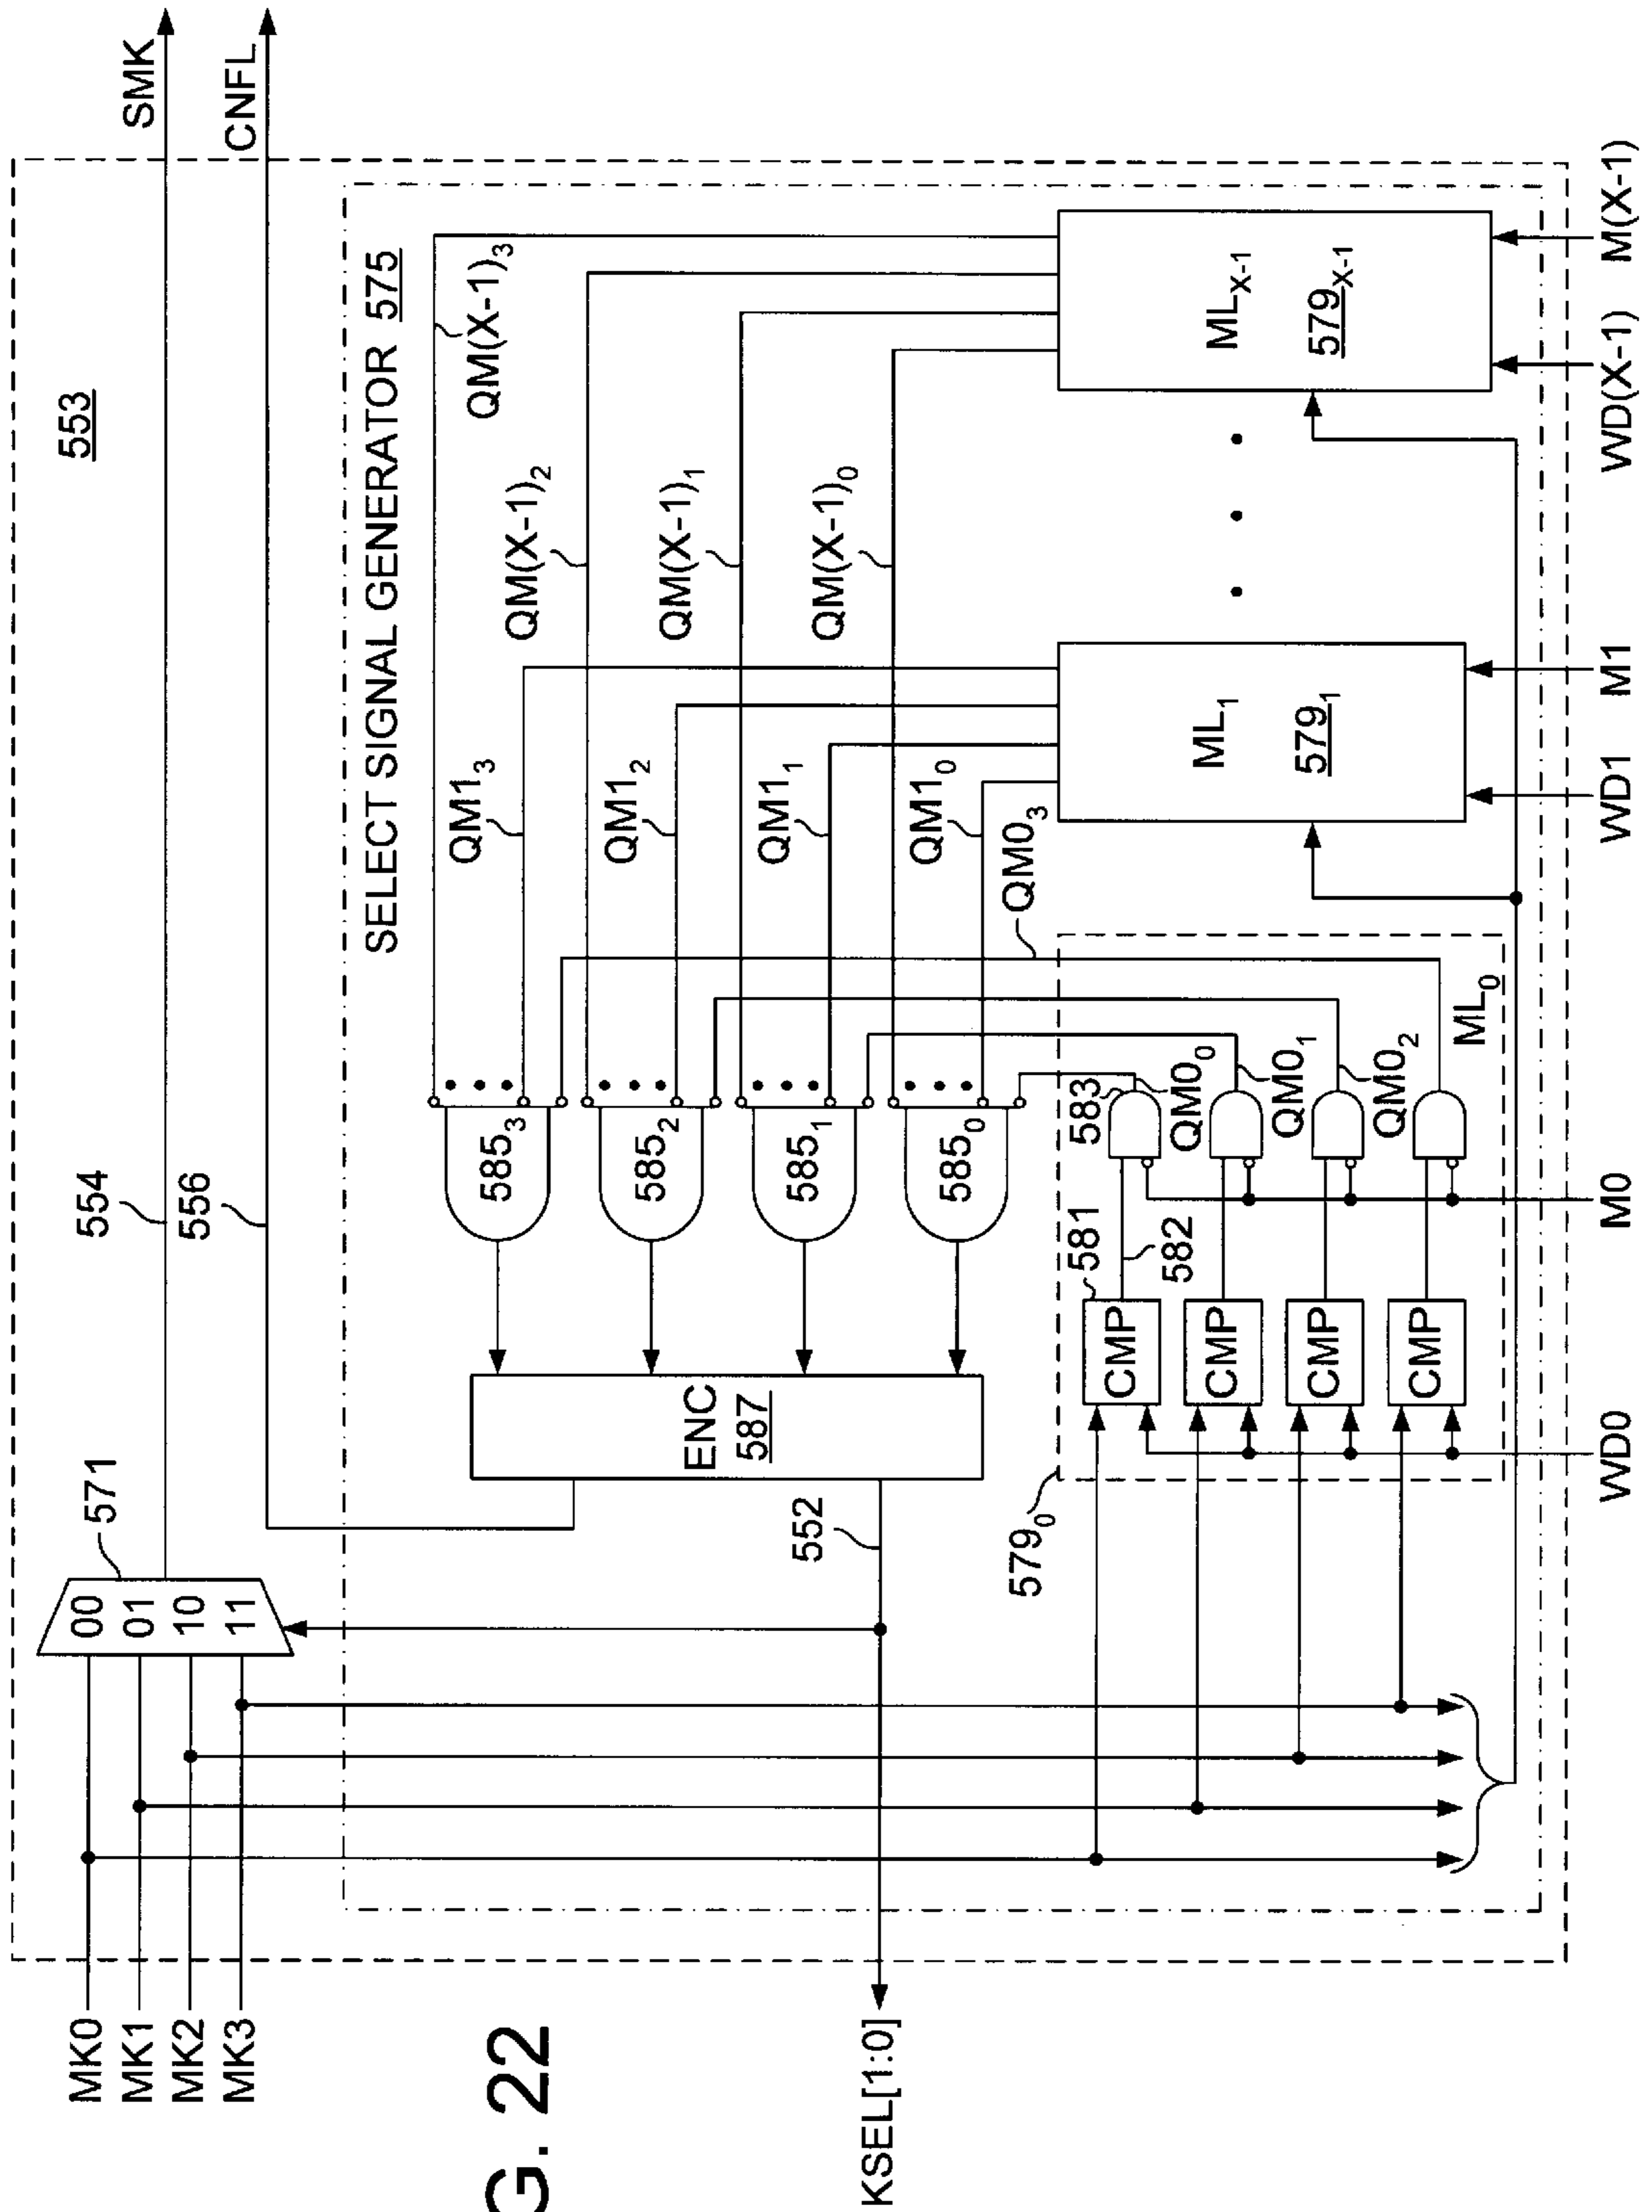 553
SMK
CNFL
554
556
571
00
01
10
11
MK0
MK1
MK2
MK3
SELECT SIGNAL GENERATOR 575
QM(X-1)3
QM(X-1)2
QM(X-1)1
QM(X-1)0
QM13
QM12
QM11
QM10
QM03
5853
5852
5851
5850
ENC
587
552
KSEL[1:0]
MLX-1
579X-1
ML1
5791
ML0
5790
581
582
583
QM00
QM01
QM02
CMP
CMP
CMP
CMP
WD0
M0
WD1
M1
WD(X-1)
M(X-1)
G. 22